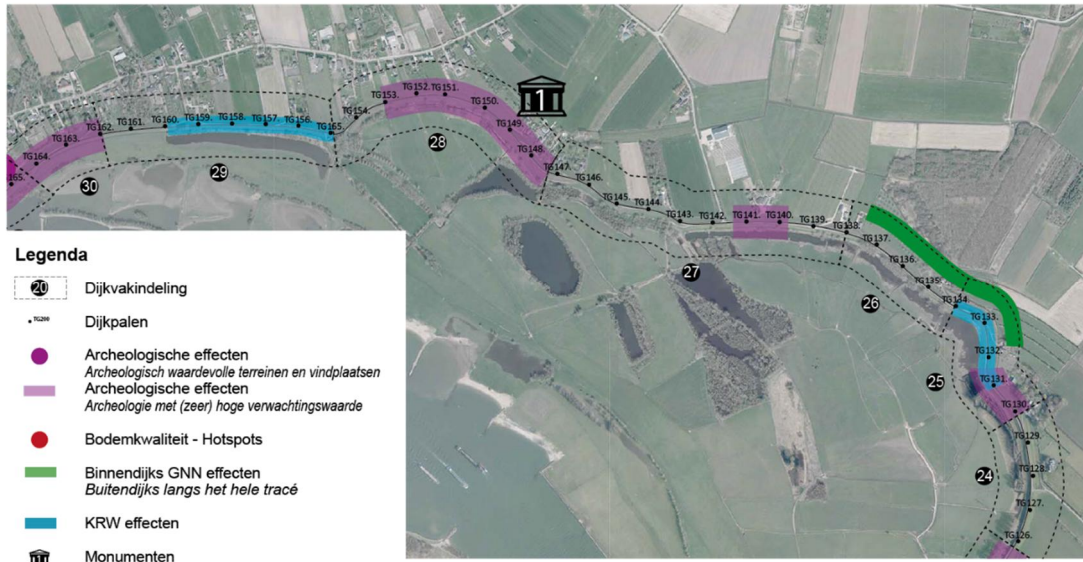 TG152. TG151.
TG153.
TG150.
1
TG154.
TG165.
TG156.
TG157.
TG158.
TG159.
TG160.
TG161.
TG162.
TG163.
TG164.
165.
TG149.
TG148.
28
29
30
TG147.
TG146.
TG145.
TG144.
TG143.
TG142.
TG141.
TG140.
TG139.
TG138.
TG137.
TG136.
TG135.
TG134.
TG133.
TG132.
TG131.
TG130.
TG129.
TG128.
TG127.
TG126.
27
26
25
24
Legenda
20 Dijkvakindeling
TG200 Dijkpalen
Archeologische effecten
Archeologisch waardevolle terreinen en vindplaatsen
Archeologische effecten
Archeologie met (zeer) hoge verwachtingswaarde
Bodemkwaliteit - Hotspots
Binnendijks GNN effecten
Buitendijks langs het hele tracé
KRW effecten
Monumenten